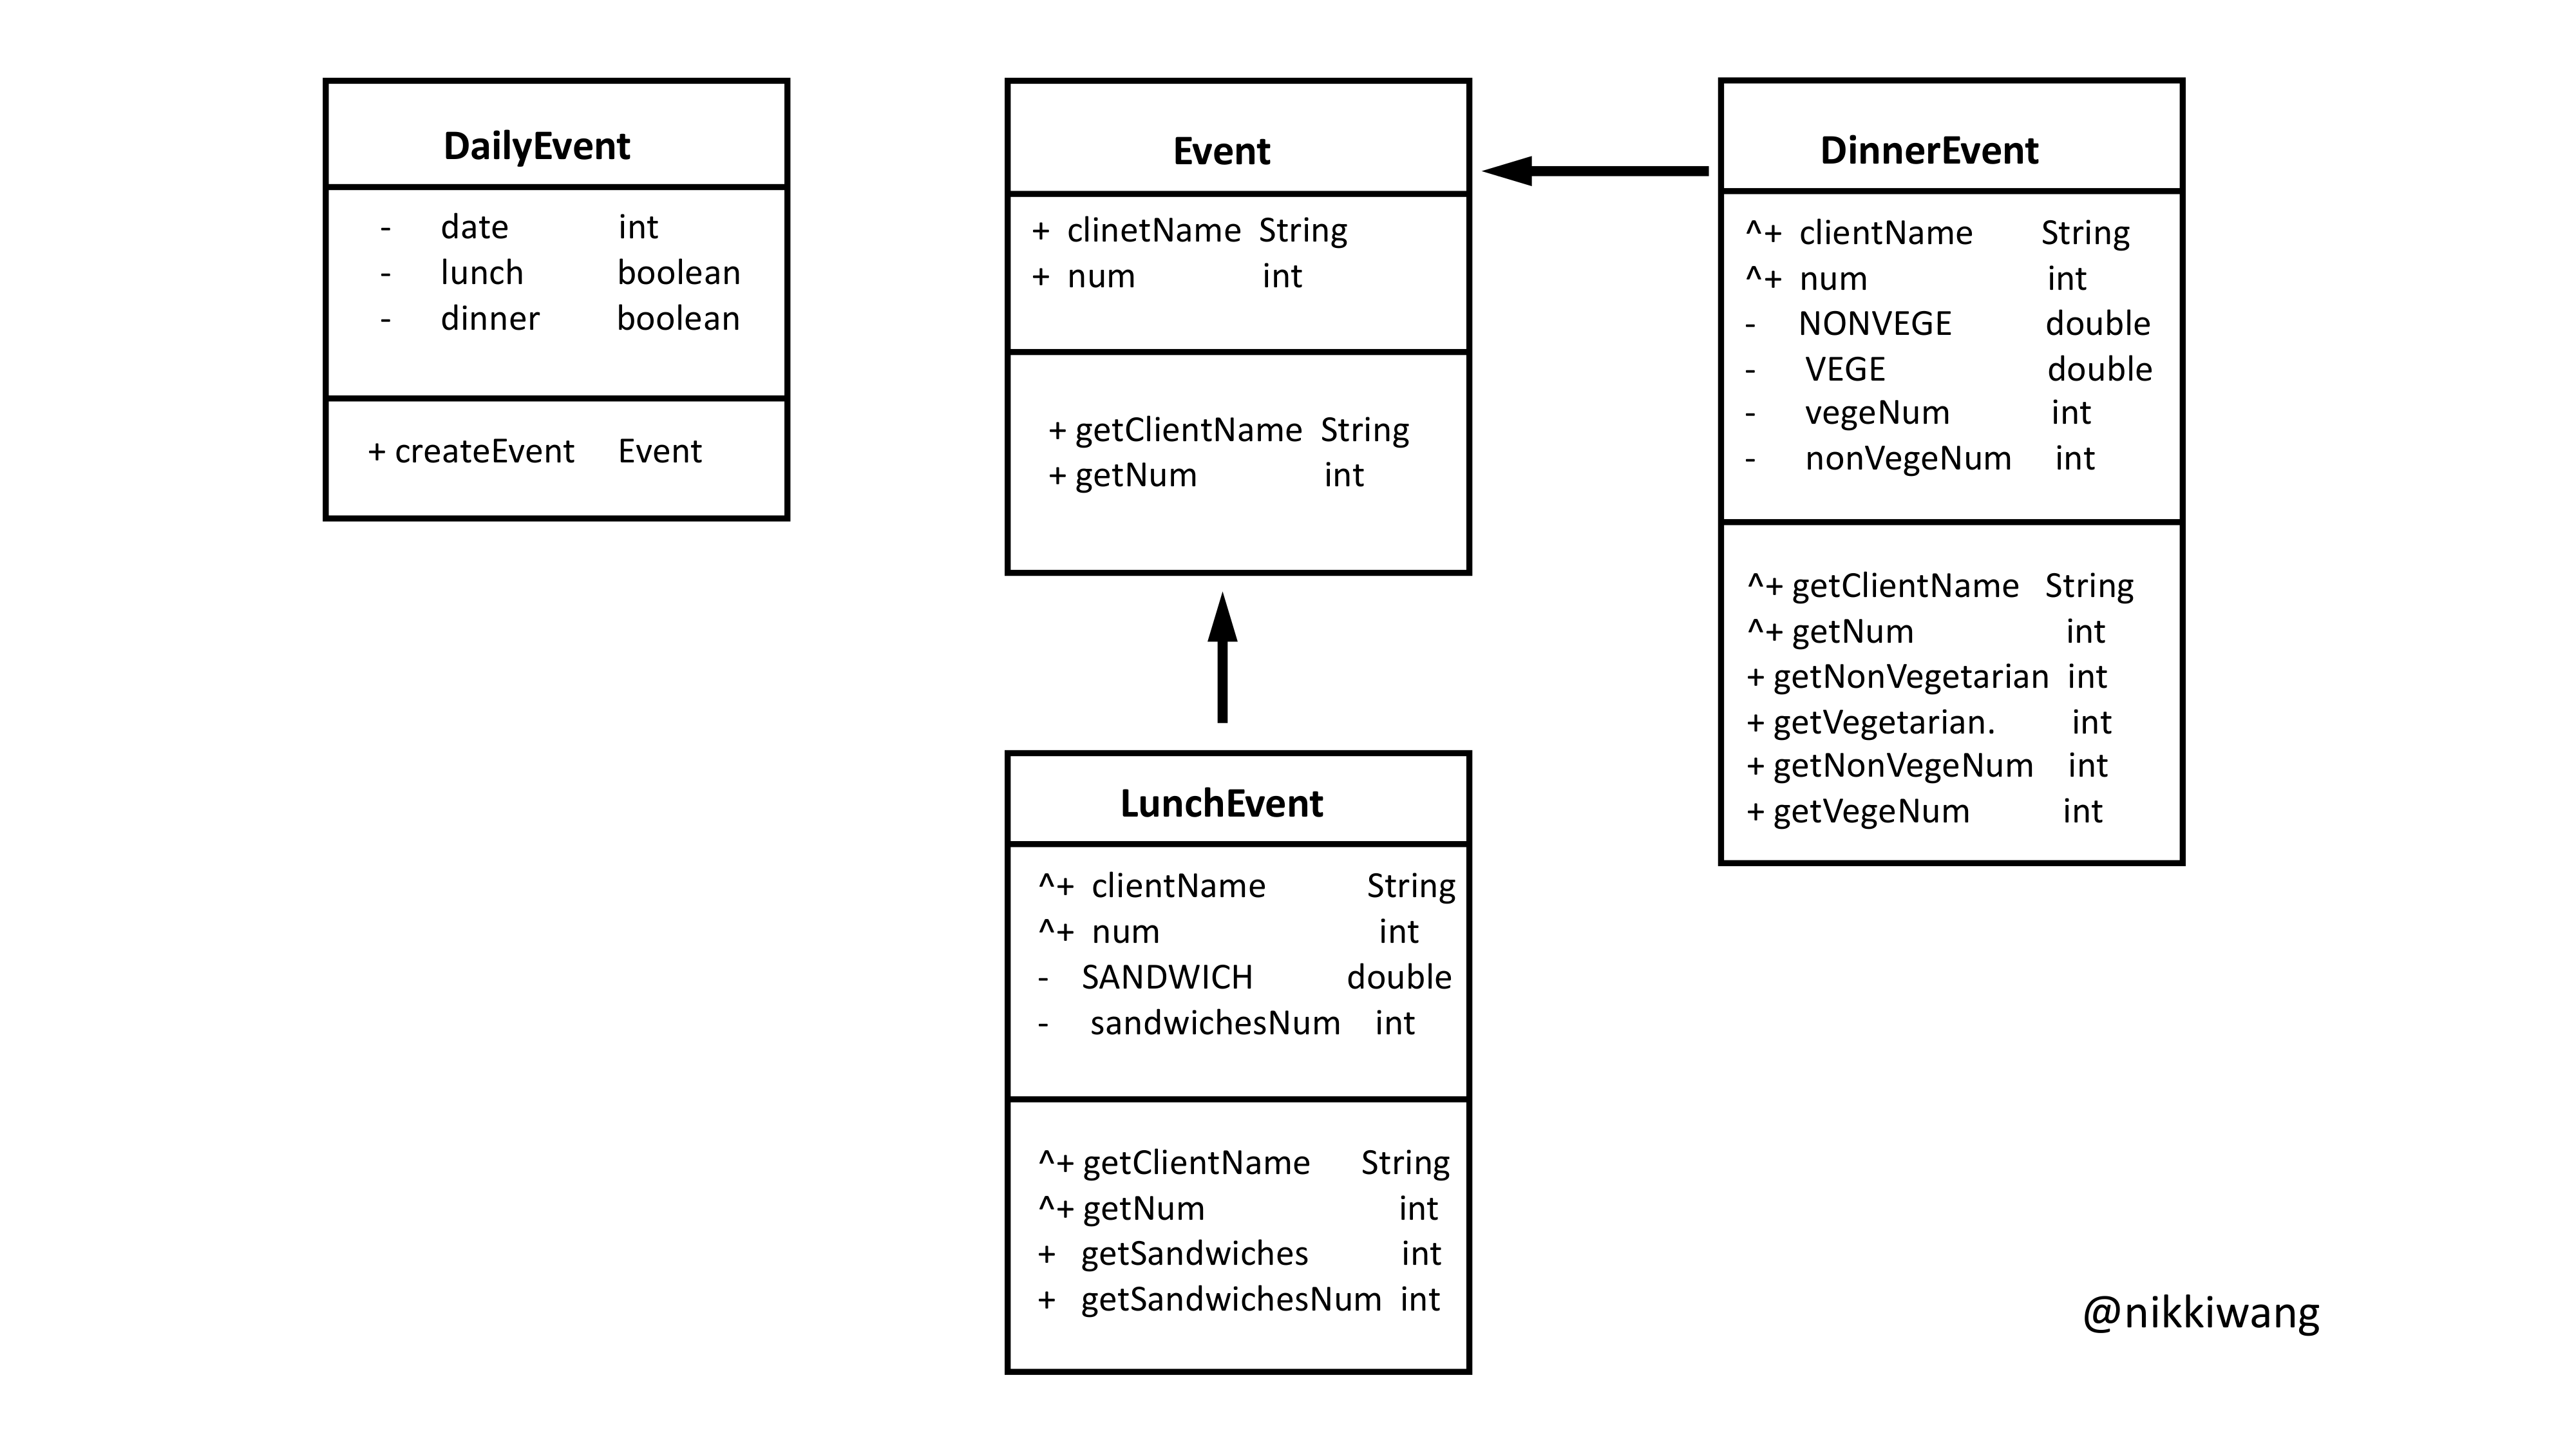 DailyEvent
- date int
- lunch boolean
- dinner boolean
+ createEvent Event
Event
+ clinetName String
+ num int
+ getClientName String
+ getNum int
DinnerEvent
^+ clientName String
^+ num int
- NONVEGE double
- VEGE double
- vegeNum int
- nonVegeNum int
^+ getClientName String
^+ getNum int
+ getNonVegetarian int
+ getVegetarian. int
+ getNonVegeNum int
+ getVegeNum int
LunchEvent
^+ clientName String
^+ num int
- SANDWICH double
- sandwichesNum int
^+ getClientName String
^+ getNum int
+ getSandwiches int
+ getSandwichesNum int
@nikkiwang